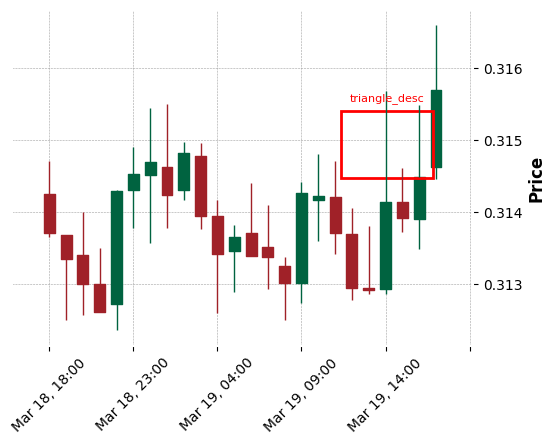 triangle_desc
0.316
0.315
0.314
0.313
Price
Mar 18, 18:00
Mar 18, 23:00
Mar 19, 04:00
Mar 19, 09:00
Mar 19, 14:00